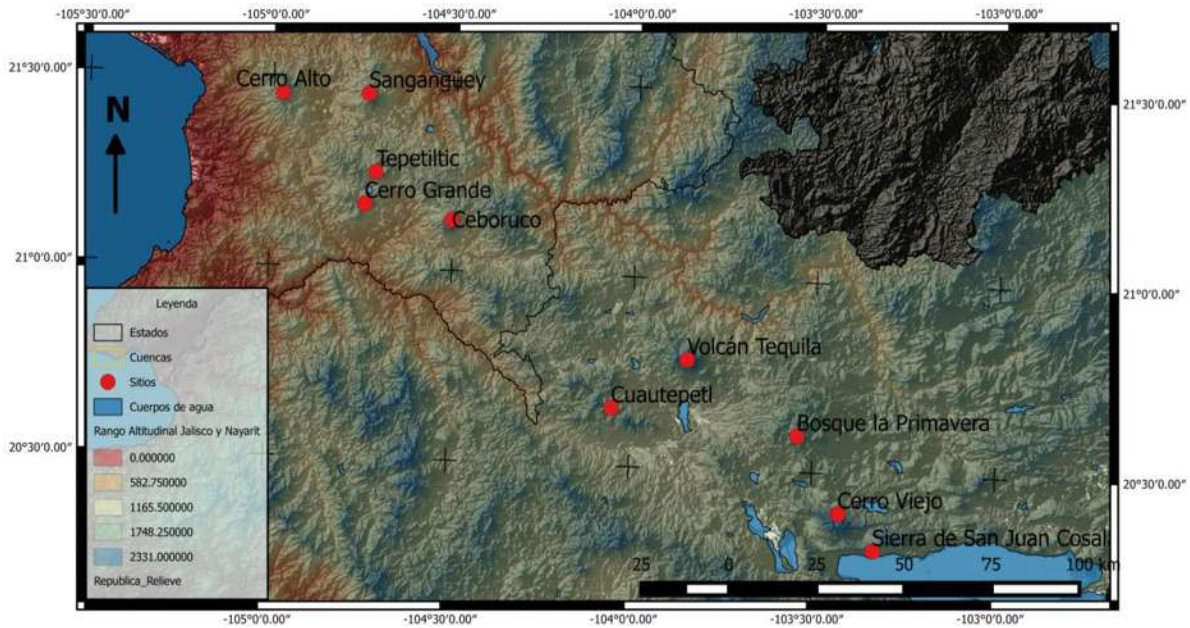 -105°30'0.00" -105°0'0.00" -104°30'0.00" -104°0'0.00" -103°30'0.00" -103°0'0.00"
21°30'0.00"
21°30'0.00"
Cerro Alto
Sangangüey
N
Tepetiltic
Cerro Grande
Ceboruco
21°0'0.00"
21°0'0.00"
Leyenda
Estados
Cuencas
Sitios
Cuerpos de agua
Rango Altitudinal Jalisco y Nayarit
0.000000
582.750000
1165.500000
1748.250000
2331.000000
Republica_Relieve
Volcán Tequila
Cuautepetl
Bosque la Primavera
20°30'0.00"
20°30'0.00"
Cerro Viejo
Sierra de San Juan Cosal
25 0 25 50 75 100 km
-105°30'0.00" -105°0'0.00" -104°30'0.00" -104°0'0.00" -103°30'0.00" -103°0'0.00"